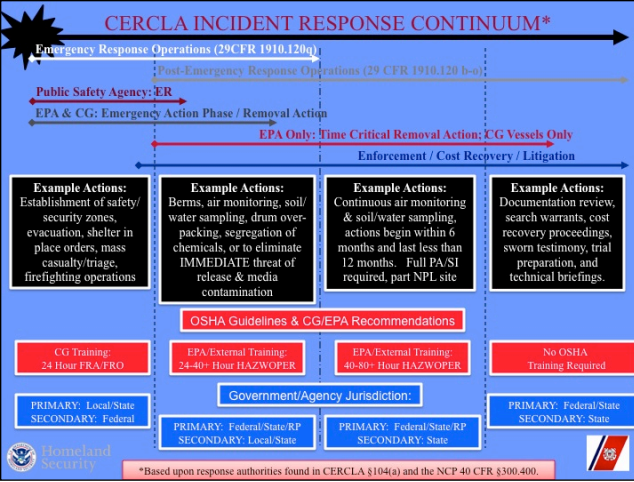 CERCLA INCIDENT RESPONSE CONTINUUM*
Emergency Response Operations (29CFR 1910.120q)
Post-Emergency Response Operations (29 CFR 1910.120 b-o)
Public Safety Agency: ER
EPA & CG: Emergency Action Phase / Removal Action
EPA Only: Time Critical Removal Action; CG Vessels Only
Enforcement / Cost Recovery / Litigation
Example Actions:
Establishment of safety/
security zones,
evacuation, shelter in
place orders, mass
casualty/triage,
firefighting operations
Example Actions:
Berms, air monitoring, soil/
water sampling, drum over-
packing, segregation of
chemicals, or to eliminate
IMMEDIATE threat of
release & media
contamination
Example Actions:
Continuous air monitoring
& soil/water sampling,
actions begin within 6
months and last less than
12 months. Full PA/SI
required, part NPL site
Example Actions:
Documentation review,
search warrants, cost
recovery proceedings,
sworn testimony, trial
preparation, and
technical briefings.
OSHA Guidelines & CG/EPA Recommendations
CG Training:
24 Hour FRA/FRO
EPA/External Training:
24-40+ Hour HAZWOPER
EPA/External Training:
40-80+ Hour HAZWOPER
No OSHA
Training Required
Government/Agency Jurisdiction:
PRIMARY: Local/State
SECONDARY: Federal
PRIMARY: Federal/State/RP
SECONDARY: Local/State
PRIMARY: Federal/State/RP
SECONDARY: State
PRIMARY: Federal/State
SECONDARY: State
Homeland
Security
*Based upon response authorities found in CERCLA §104(a) and the NCP 40 CFR §300.400.